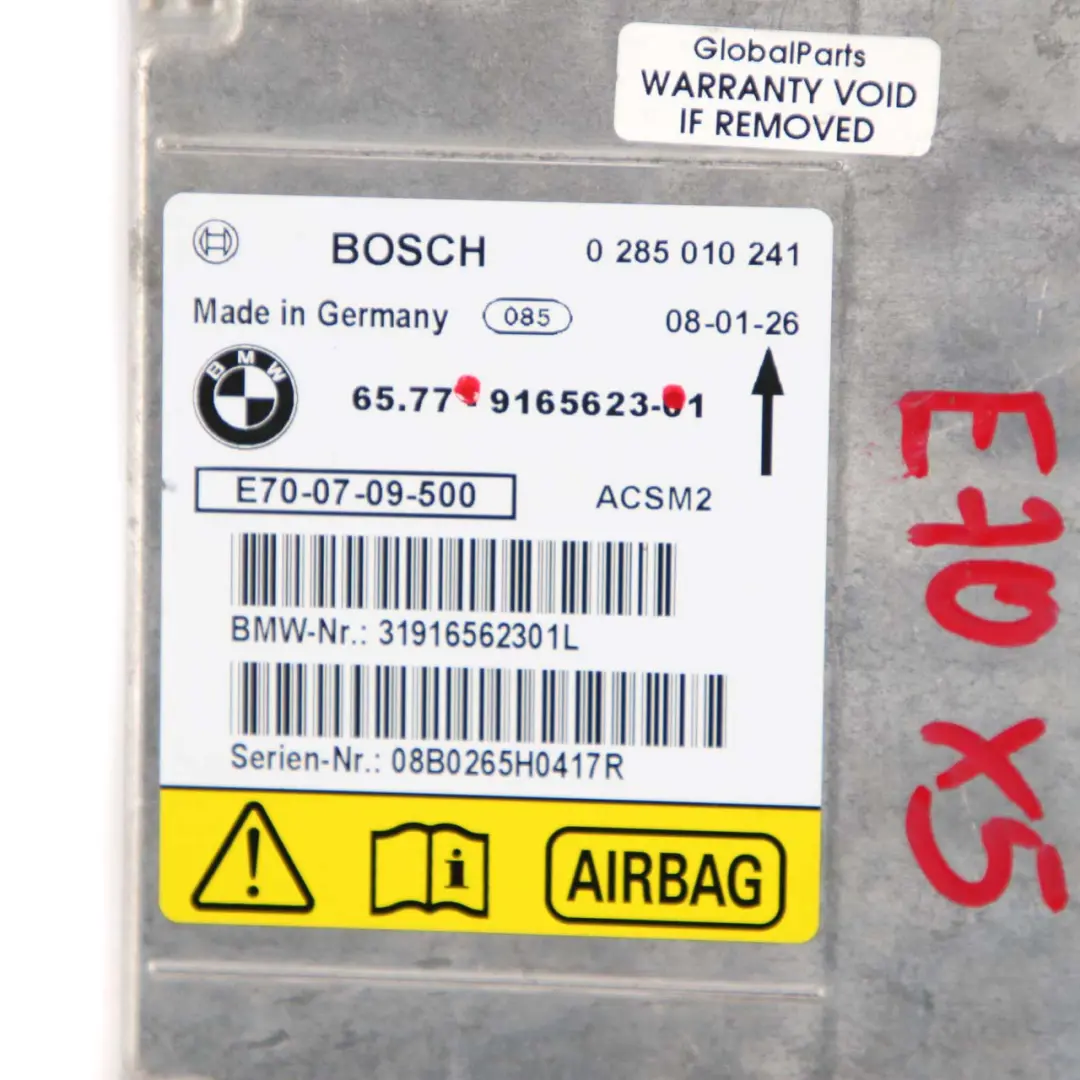 GlobalParts
WARRANTY VOID
IF REMOVED
BOSCH 0 285 010 241
Made in Germany 085 08-01-26
BMW
65.77 - 9165623-01
E70-07-09-500 ACSM2
BMW-Nr.: 31916562301L
Serien-Nr.: 08B0265H0417R
AIRBAG
E70 X5